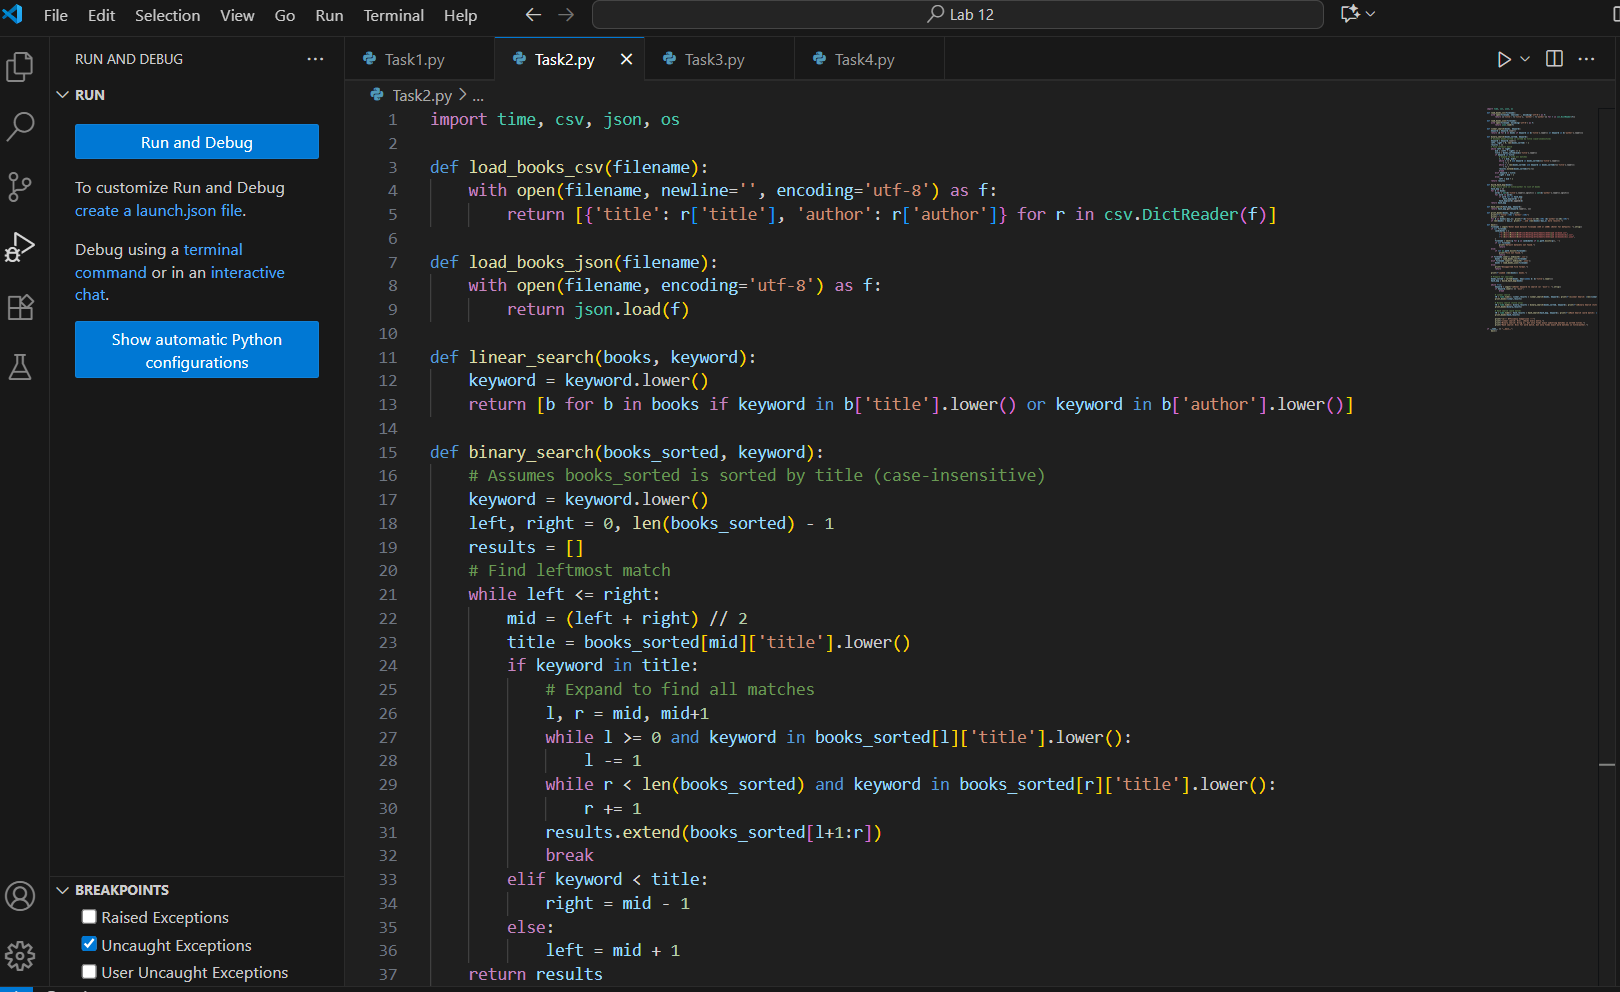 File Edit Selection View Go Run Terminal Help
Lab 12
RUN AND DEBUG
RUN
Run and Debug
To customize Run and Debug
create a launch.json file.
Debug using a terminal
command or in an interactive
chat.
Show automatic Python
configurations
BREAKPOINTS
Raised Exceptions
Uncaught Exceptions
User Uncaught Exceptions
Task1.py Task2.py Task3.py Task4.py
Task2.py > ...
1 import time, csv, json, os
2
3 def load_books_csv(filename):
4     with open(filename, newline='', encoding='utf-8') as f:
5         return [{'title': r['title'], 'author': r['author']} for r in csv.DictReader(f)]
6
7 def load_books_json(filename):
8     with open(filename, encoding='utf-8') as f:
9         return json.load(f)
10
11 def linear_search(books, keyword):
12     keyword = keyword.lower()
13     return [b for b in books if keyword in b['title'].lower() or keyword in b['author'].lower()]
14
15 def binary_search(books_sorted, keyword):
16     # Assumes books_sorted is sorted by title (case-insensitive)
17     keyword = keyword.lower()
18     left, right = 0, len(books_sorted) - 1
19     results = []
20     # Find leftmost match
21     while left <= right:
22         mid = (left + right) // 2
23         title = books_sorted[mid]['title'].lower()
24         if keyword in title:
25             # Expand to find all matches
26             l, r = mid, mid+1
27             while l >= 0 and keyword in books_sorted[l]['title'].lower():
28                 l -= 1
29             while r < len(books_sorted) and keyword in books_sorted[r]['title'].lower():
30                 r += 1
31             results.extend(books_sorted[l+1:r])
32             break
33         elif keyword < title:
34             right = mid - 1
35         else:
36             left = mid + 1
37     return results